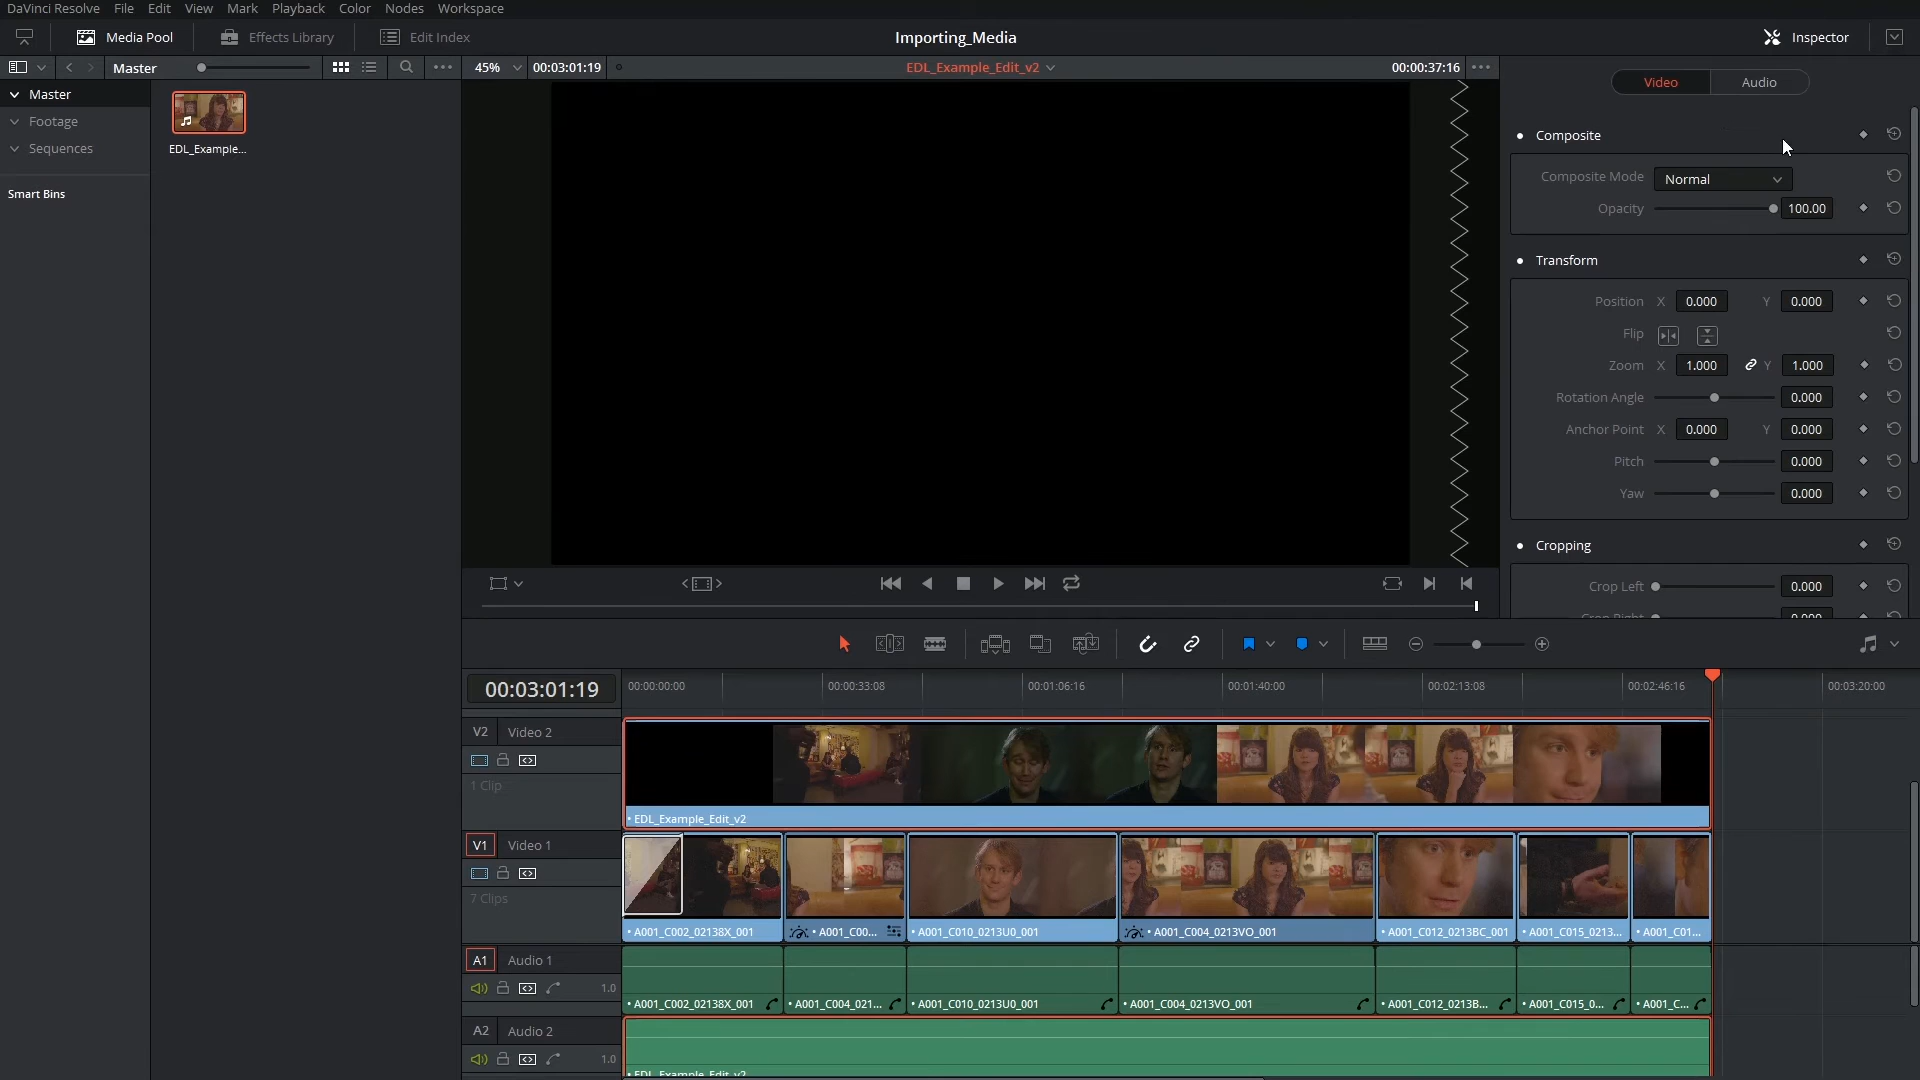 DaVinci Resolve File Edit View Mark Playback Color Nodes Workspace
Media Pool Effects Library Edit Index Importing_Media Inspector
Master 45% 00:03:01:19 EDL_Example_Edit_v2 00:00:37:16
Video Audio
Master
Footage
Sequences
Smart Bins
EDL_Example...
Composite
Composite Mode Normal
Opacity 100.00
Transform
Position X 0.000 Y 0.000
Flip
Zoom X 1.000 Y 1.000
Rotation Angle 0.000
Anchor Point X 0.000 Y 0.000
Pitch 0.000
Yaw 0.000
Cropping
Crop Left 0.000
Crop Right 0.000
00:03:01:19 00:00:00:00 00:00:33:08 00:01:06:16 00:01:40:00 00:02:13:08 00:02:46:16 00:03:20:00
V2 Video 2
1 Clip
EDL_Example_Edit_v2
V1 Video 1
7 Clips
A001_C002_02138X_001 A001_C00... A001_C010_0213U0_001 A001_C004_0213VO_001 A001_C012_0213BC_001 A001_C015_0213... A001_C01...
A1 Audio 1
1.0
A001_C002_02138X_001 A001_C004_021... A001_C010_0213U0_001 A001_C004_0213VO_001 A001_C012_0213B... A001_C015_0... A001_C...
A2 Audio 2
1.0
EDL_Example_Edit_v2